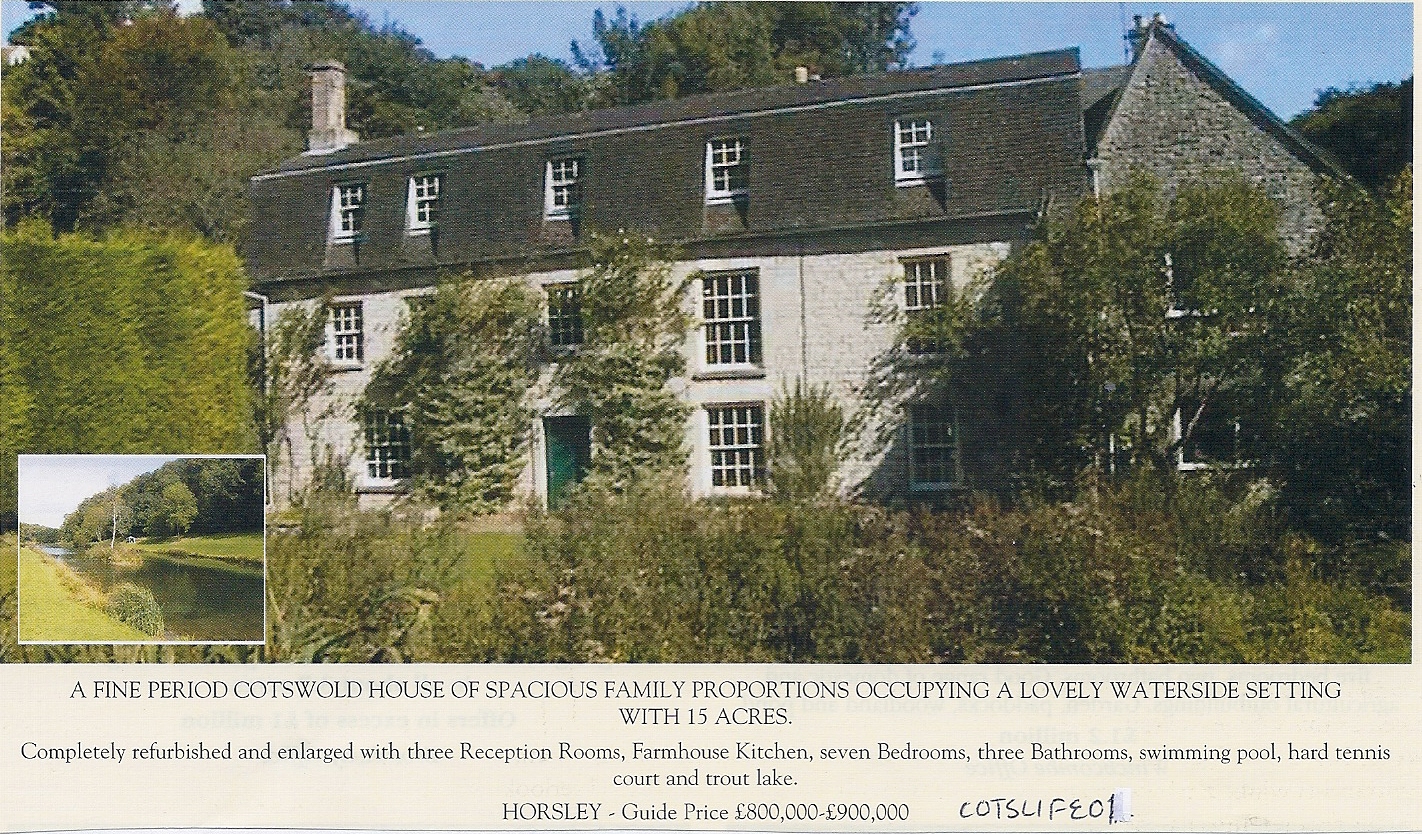 A FINE PERIOD COTSWOLD HOUSE OF SPACIOUS FAMILY PROPORTIONS OCCUPYING A LOVELY WATERSIDE SETTING
WITH 15 ACRES.
Completely refurbished and enlarged with three Reception Rooms, Farmhouse Kitchen, seven Bedrooms, three Bathrooms, swimming pool, hard tennis
court and trout lake.
HORSLEY - Guide Price £800,000-£900,000 COTSLIFE01